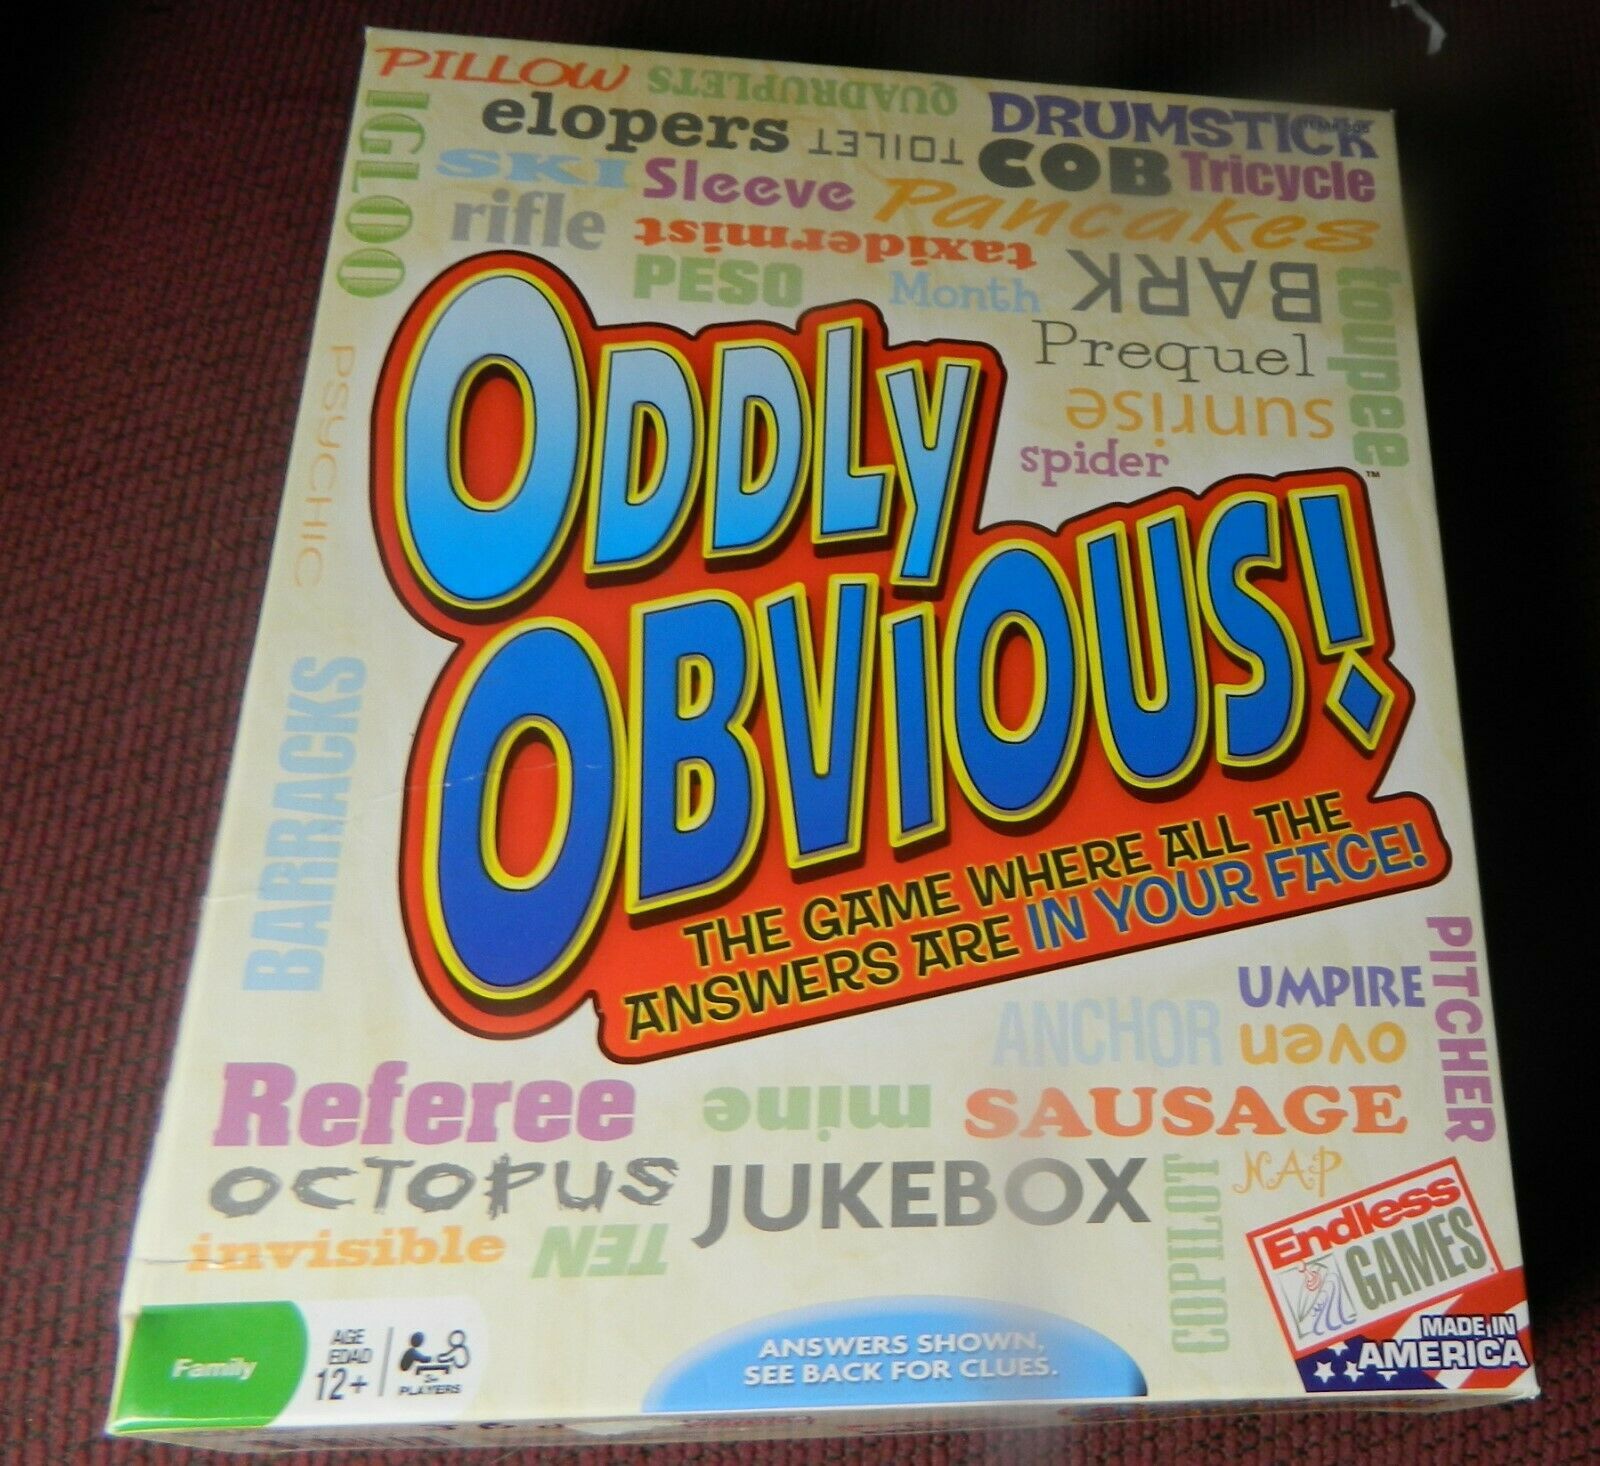 PILLOW
QUADRUPLETS
DRUMSTICK
IGLOO
elopers
TOILET
COB
Tricycle
SKI
Sleeve
Pancakes
rifle
taxidermist
BARK
PESO
Month
toupee
Prequel
sunrise
spider
PSYCHIC
ODDLY
OBViOUS!
™
THE GAME WHERE ALL THE
ANSWERS ARE IN YOUR FACE!
BARRACKS
UMPIRE
PITCHER
ANCHOR
oven
Referee
mine
SAUSAGE
OCTOPUS
JUKEBOX
COPILOT
NAP
invisible
TEN
Endless
GAMES
MADE IN
AMERICA
Family
AGE
EDAD
12+
PLAYERS
ANSWERS SHOWN,
SEE BACK FOR CLUES.